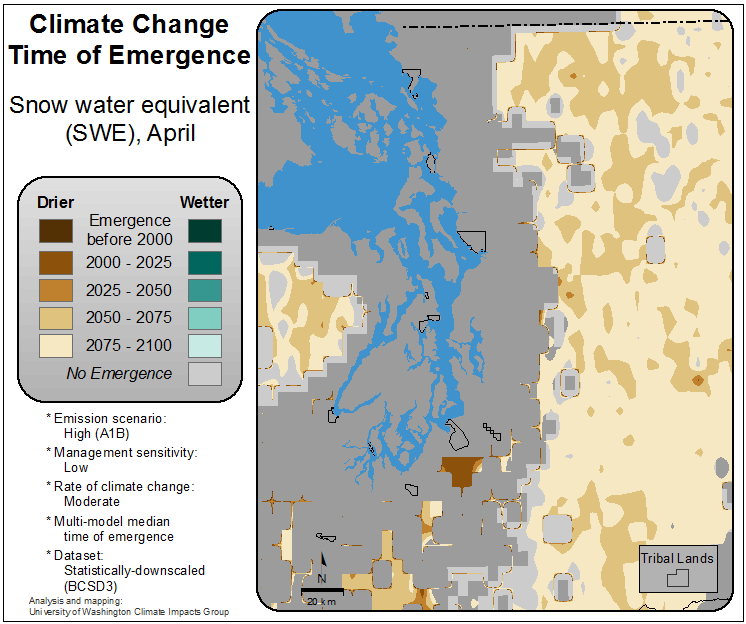 Climate Change
Time of Emergence
Snow water equivalent
(SWE), April
Drier Wetter
Emergence
before 2000
2000 - 2025
2025 - 2050
2050 - 2075
2075 - 2100
No Emergence
* Emission scenario:
High (A1B)
* Management sensitivity:
Low
* Rate of climate change:
Moderate
* Multi-model median
time of emergence
* Dataset:
Statistically-downscaled
(BCSD3)
Analysis and mapping:
University of Washington Climate Impacts Group
N
20 km
Tribal Lands